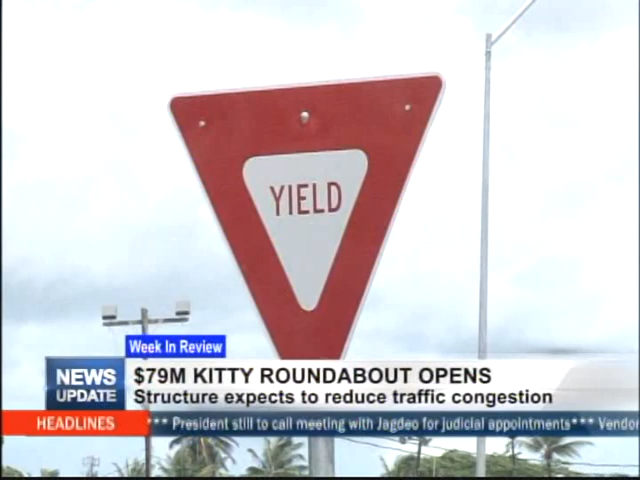 YIELD
Week In Review
NEWS
UPDATE
$79M KITTY ROUNDABOUT OPENS
Structure expects to reduce traffic congestion
HEADLINES
*** President still to call meeting with Jagdeo for judicial appointments*** Vendor